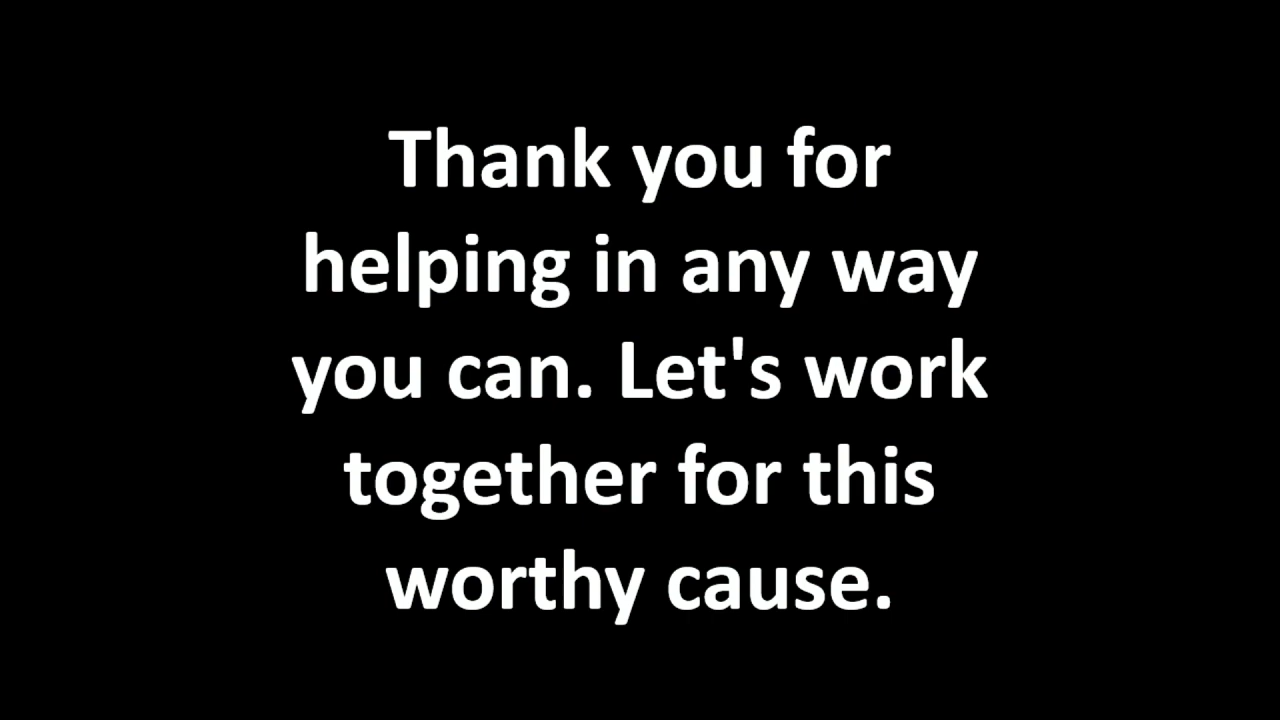 Thank you for
helping in any way
you can. Let's work
together for this
worthy cause.